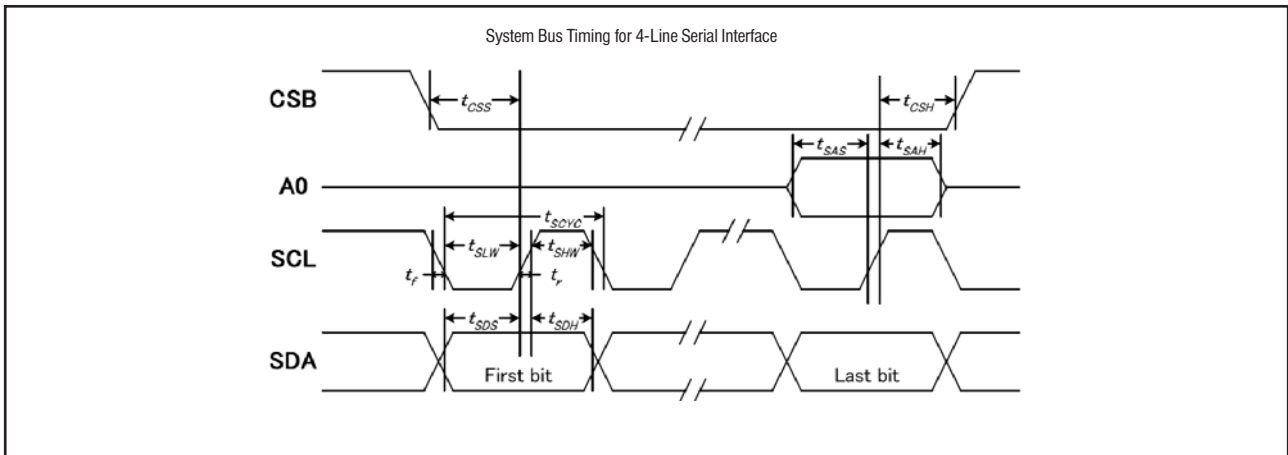 System Bus Timing for 4-Line Serial Interface
CSB
tCSS
tCSH
tSAS
tSAH
A0
tSCYC
tSLW
tSHW
SCL
tf
tr
tSDS
tSDH
SDA
First bit
Last bit